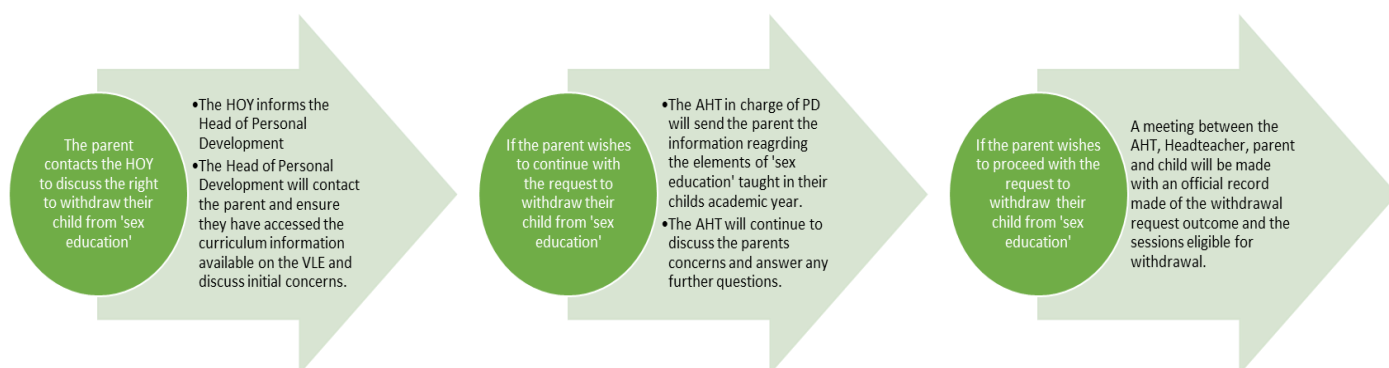 The parent
contacts the HOY
to discuss the right
to withdraw their
child from 'sex
education'
•The HOY informs the
Head of Personal
Development
•The Head of Personal
Development will contact
the parent and ensure
they have accessed the
curriculum information
available on the VLE and
discuss initial concerns.
If the parent wishes
to continue with
the request to
withdraw their
child from 'sex
education'
•The AHT in charge of PD
will send the parent the
information reagrding
the elements of 'sex
education' taught in their
childs academic year.
•The AHT will continue to
discuss the parents
concerns and answer any
further questions.
If the parent wishes
to proceed with the
request to
withdraw their
child from 'sex
education'
A meeting between the
AHT, Headteacher, parent
and child will be made
with an official record
made of the withdrawal
request outcome and the
sessions eligible for
withdrawal.